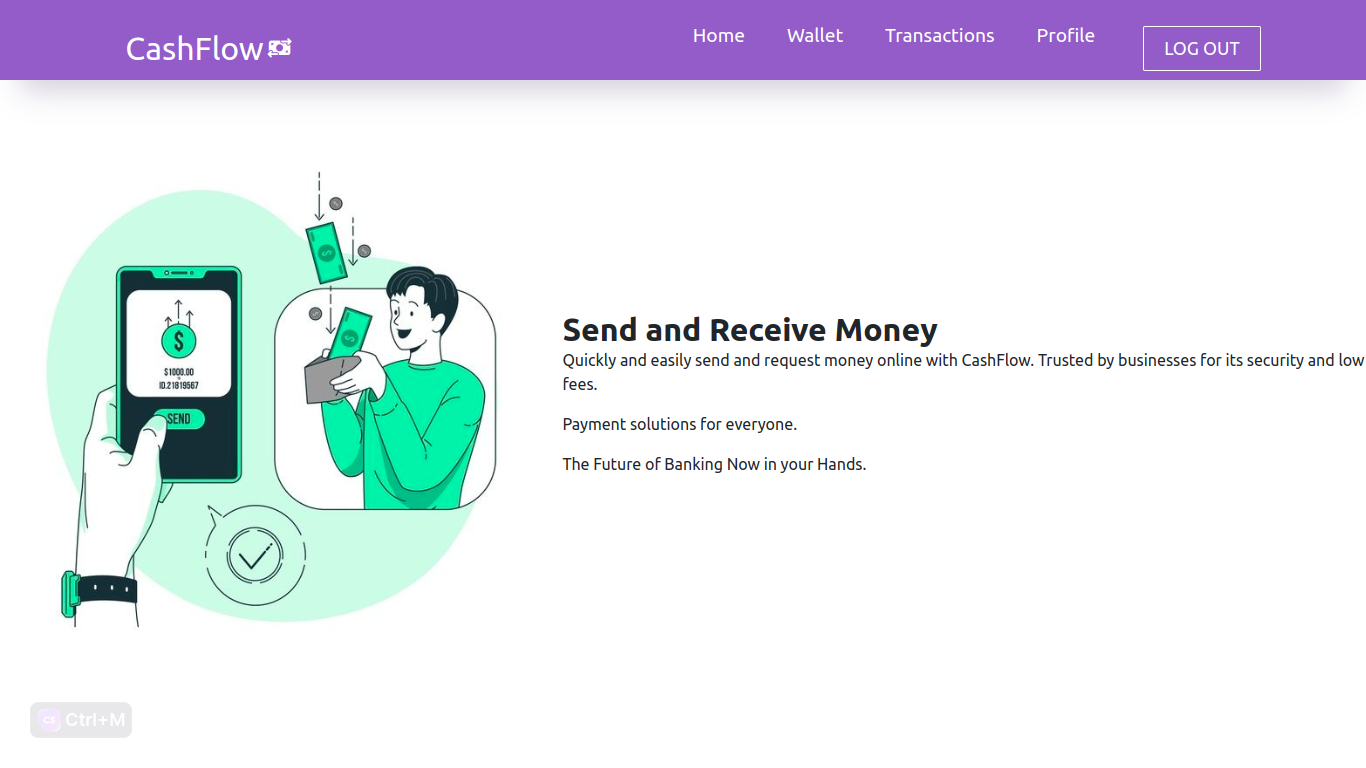 CashFlow
Home
Wallet
Transactions
Profile
LOG OUT
$
$1000.00
ID.21819567
SEND
Send and Receive Money
Quickly and easily send and request money online with CashFlow. Trusted by businesses for its security and low
fees.
Payment solutions for everyone.
The Future of Banking Now in your Hands.
CS Ctrl+M